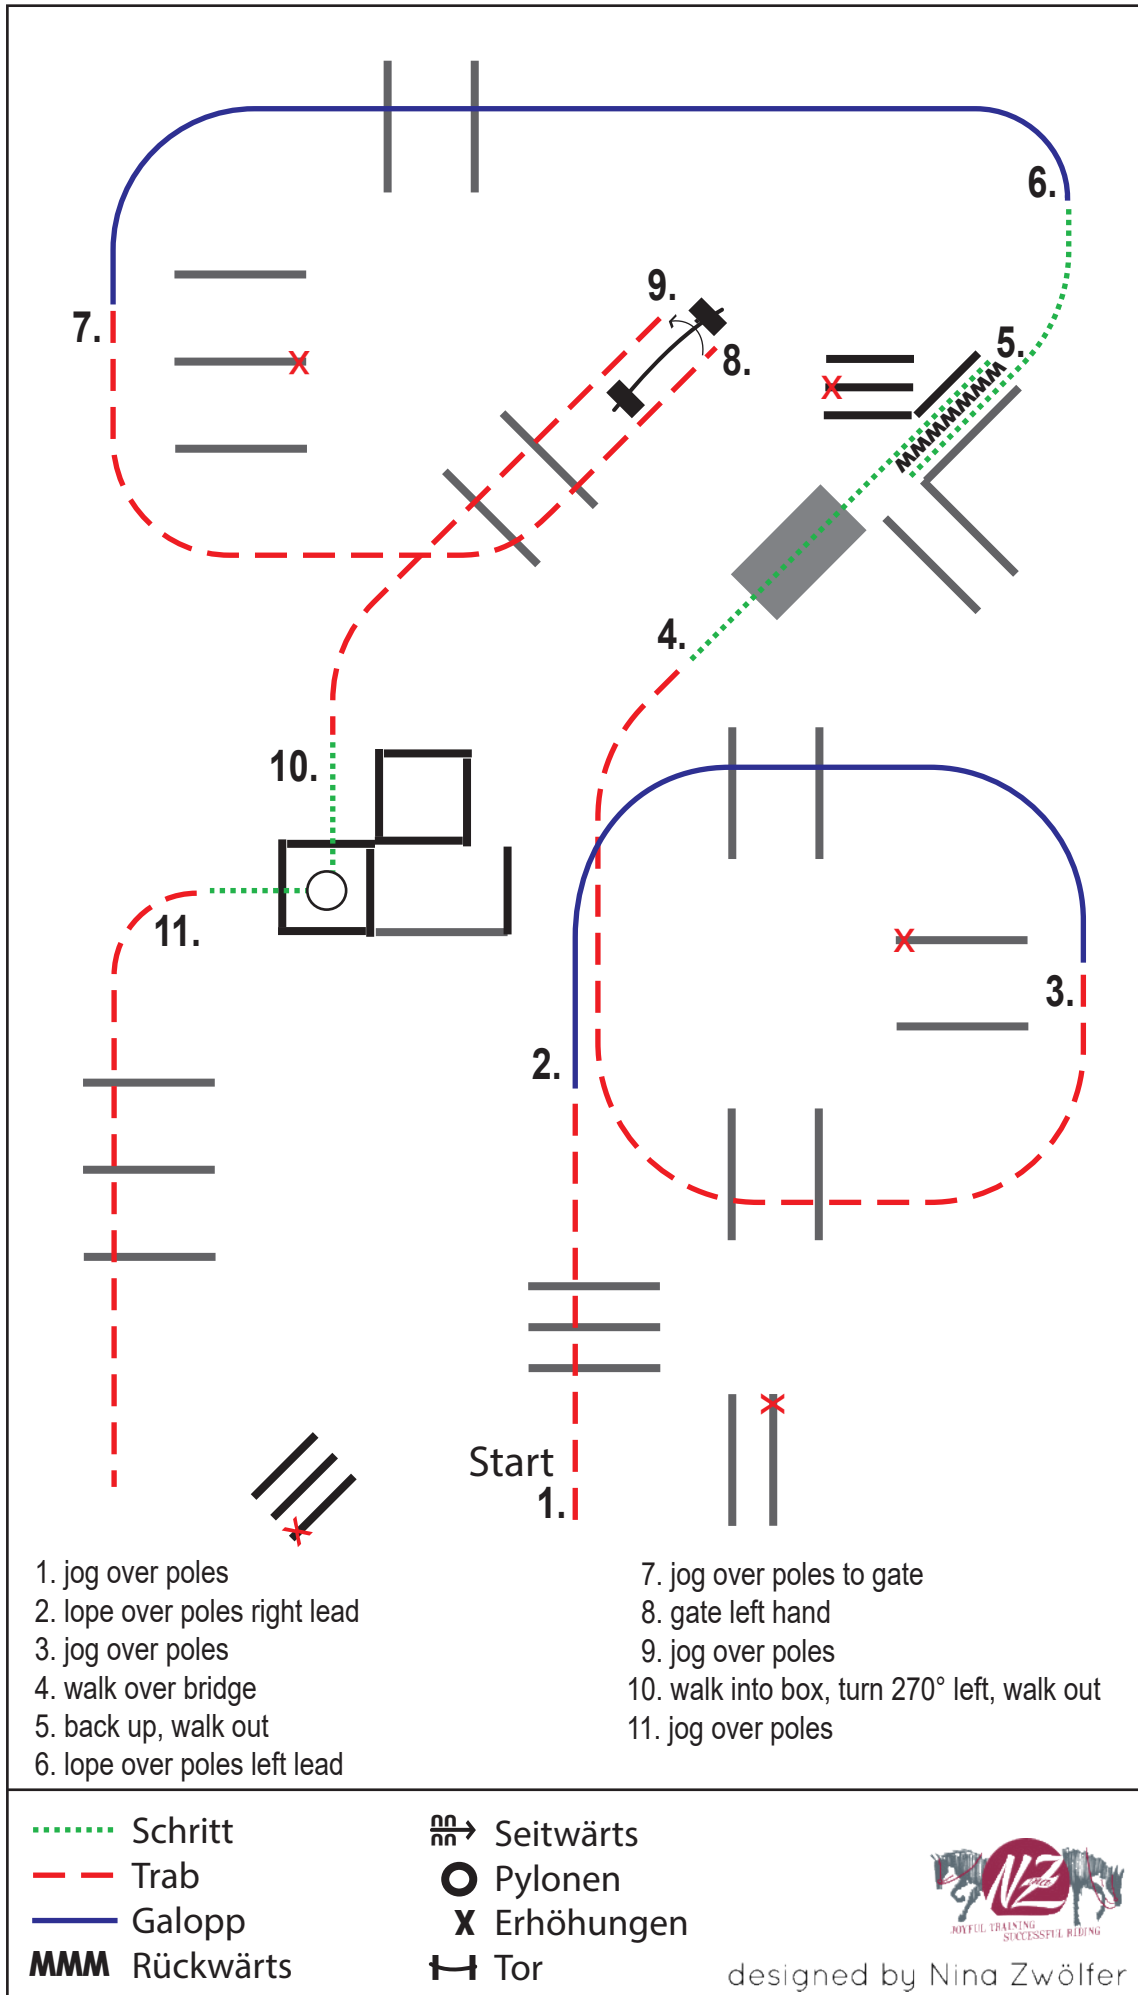 6.
9.
7.
8.
5.
X
X
4.
10.
11.
X
3.
2.
X
Start
1.
X
1. jog over poles
2. lope over poles right lead
3. jog over poles
4. walk over bridge
5. back up, walk out
6. lope over poles left lead
7. jog over poles to gate
8. gate left hand
9. jog over poles
10. walk into box, turn 270° left, walk out
11. jog over poles
Schritt
Trab
Galopp
MMM Rückwärts
Seitwärts
Pylonen
X Erhöhungen
Tor
NZ
JOYFUL TRAINING
SUCCESSFUL RIDING
designed by Nina Zwölfer